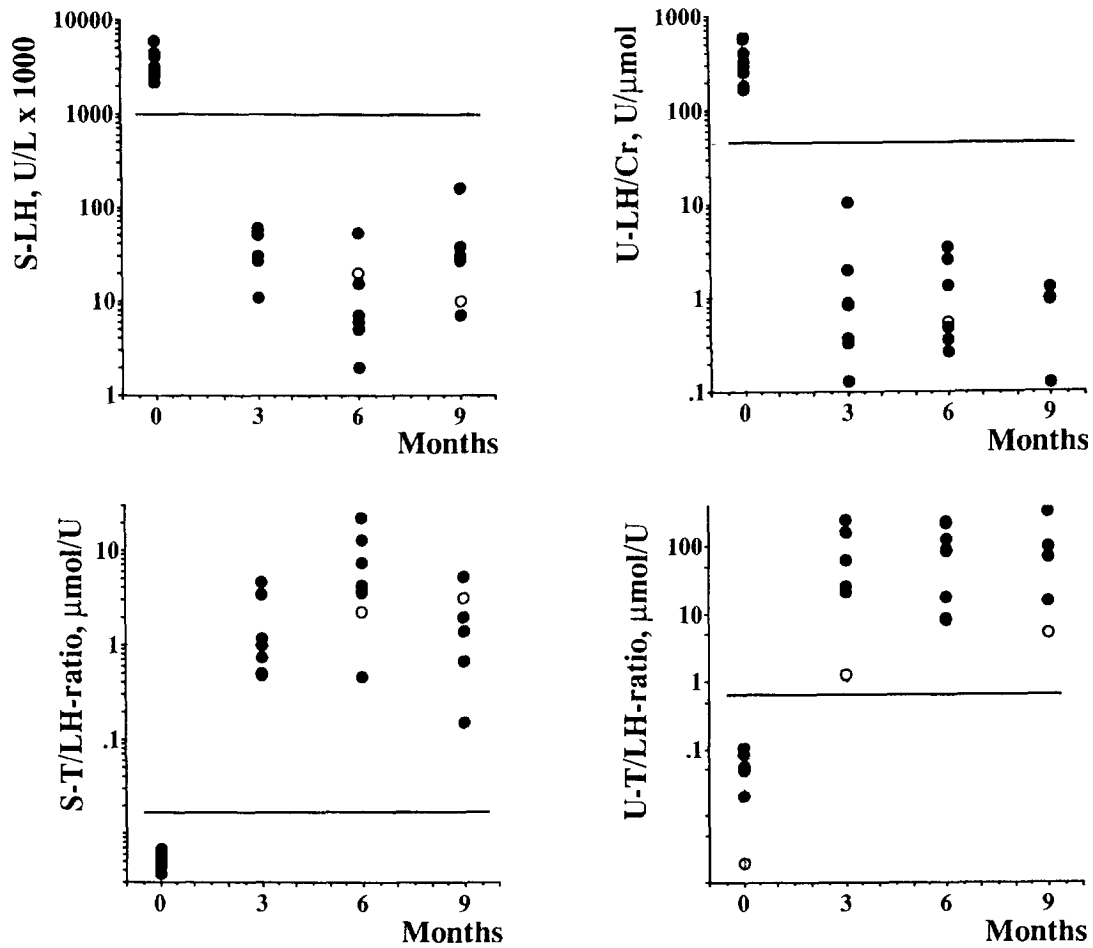 S-LH, U/L x 1000
10000
1000
100
10
1
0 3 6 9
Months
U-LH/Cr, U/μmol
1000
100
10
1
.1
0 3 6 9
Months
S-T/LH-ratio, μmol/U
10
1
.1
0 3 6 9
Months
U-T/LH-ratio, μmol/U
100
10
1
.1
0 3 6 9
Months